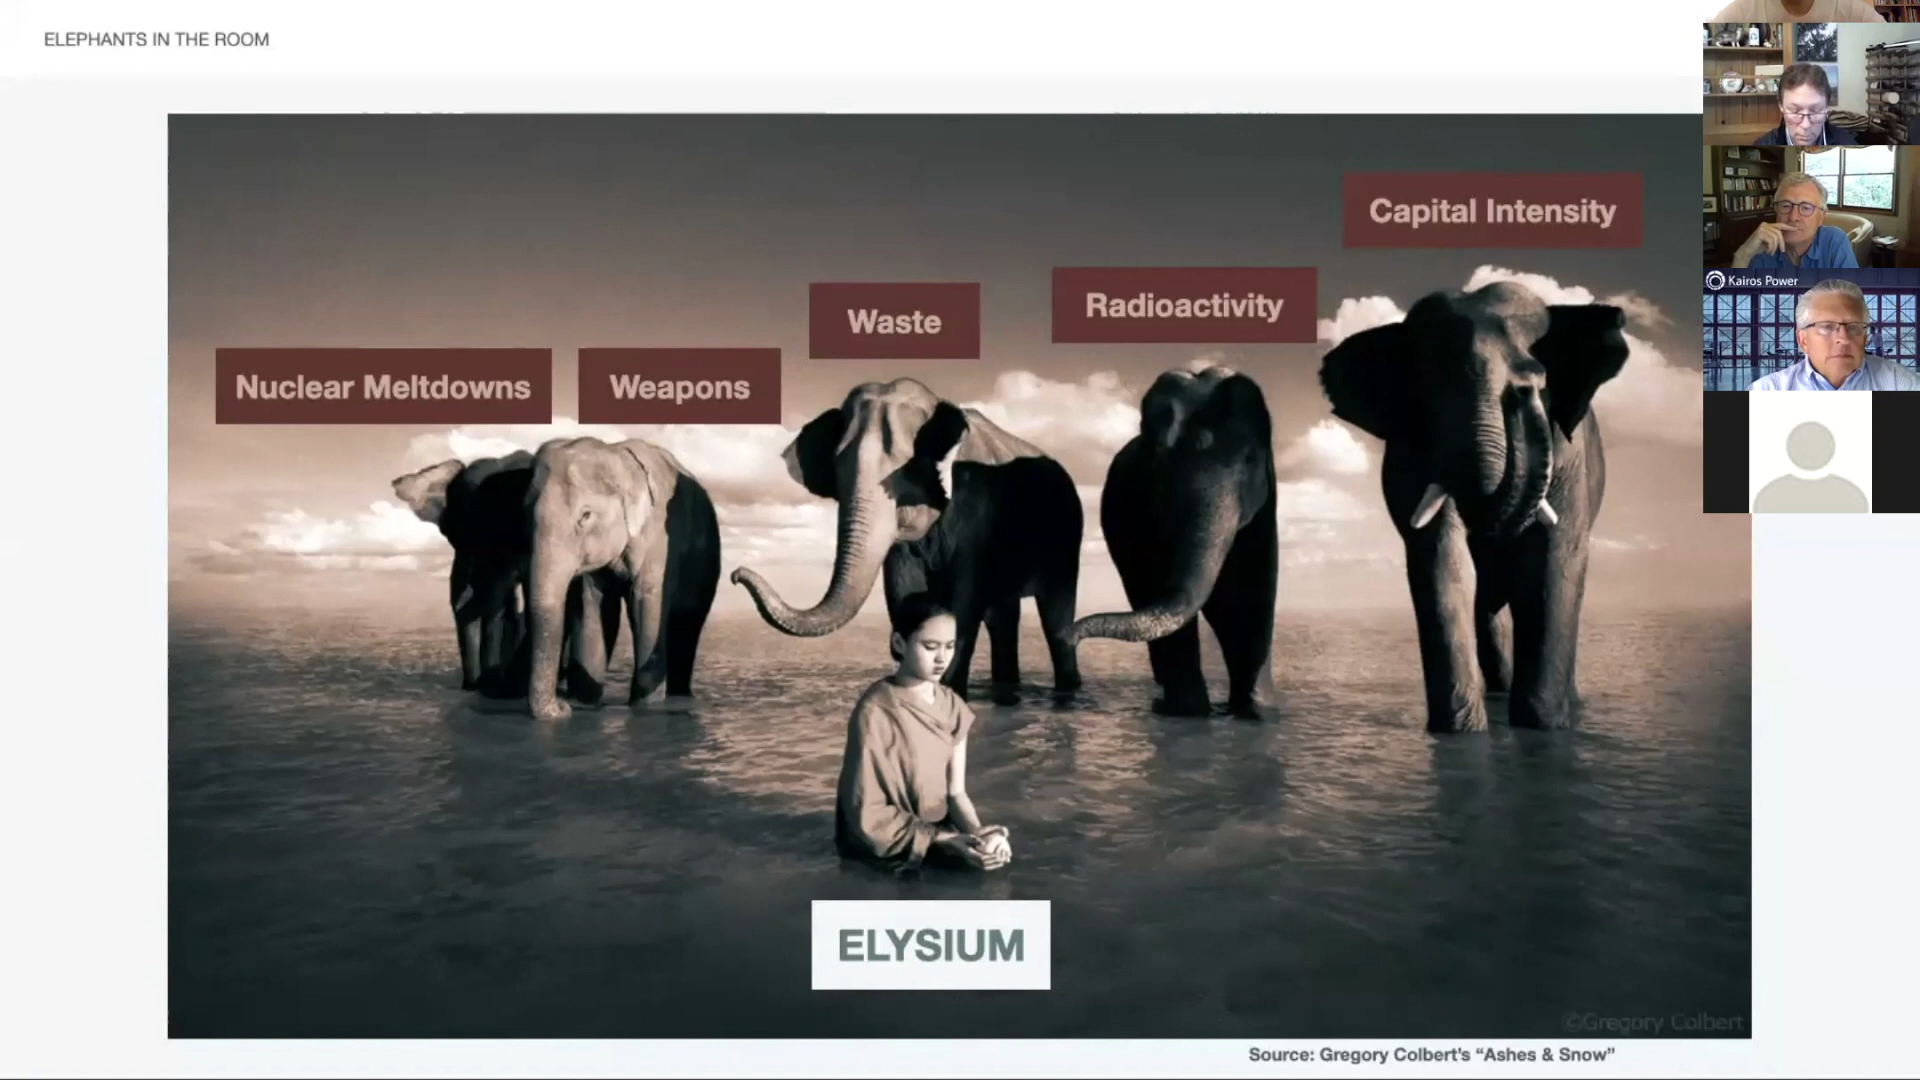 ELEPHANTS IN THE ROOM
Capital Intensity
Radioactivity
Waste
Nuclear Meltdowns
Weapons
Kairos Power
ELYSIUM
©Gregory Colbert
Source: Gregory Colbert's “Ashes & Snow”